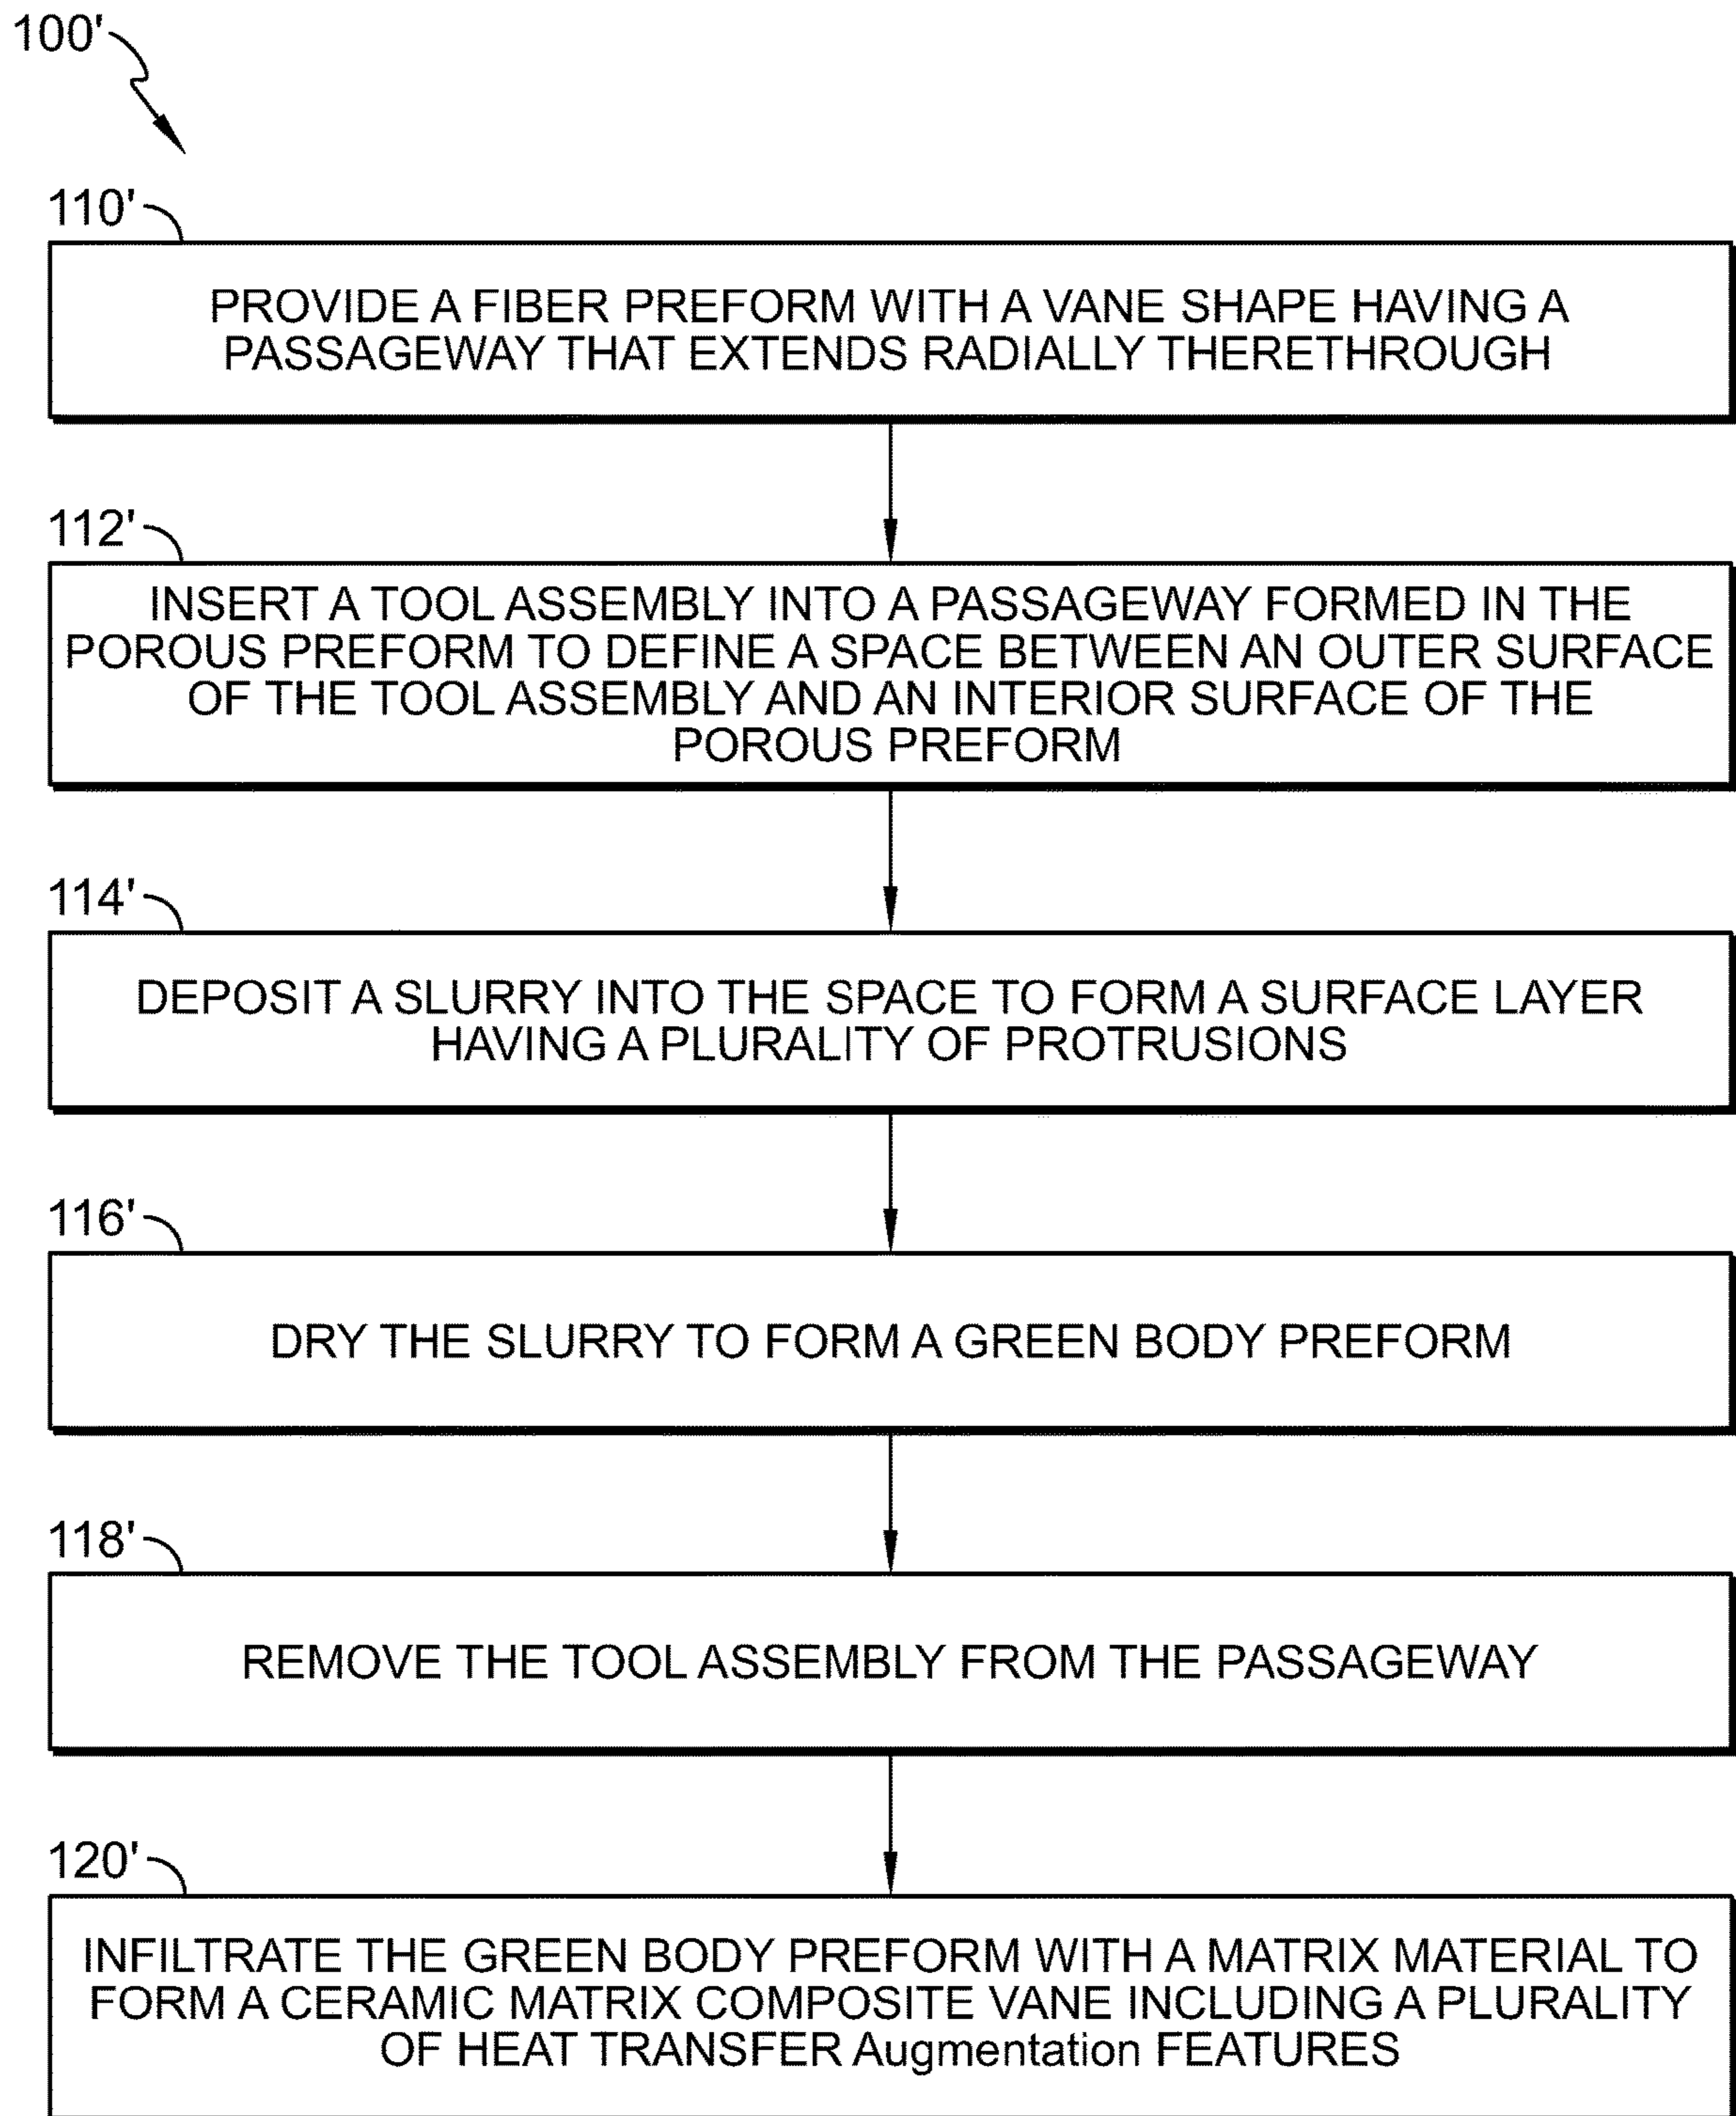 100'
110'
PROVIDE A FIBER PREFORM WITH A VANE SHAPE HAVING A
PASSAGEWAY THAT EXTENDS RADIALLY THERETHROUGH
112'
INSERT A TOOL ASSEMBLY INTO A PASSAGEWAY FORMED IN THE
POROUS PREFORM TO DEFINE A SPACE BETWEEN AN OUTER SURFACE
OF THE TOOL ASSEMBLY AND AN INTERIOR SURFACE OF THE
POROUS PREFORM
114'
DEPOSIT A SLURRY INTO THE SPACE TO FORM A SURFACE LAYER
HAVING A PLURALITY OF PROTRUSIONS
116'
DRY THE SLURRY TO FORM A GREEN BODY PREFORM
118'
REMOVE THE TOOL ASSEMBLY FROM THE PASSAGEWAY
120'
INFILTRATE THE GREEN BODY PREFORM WITH A MATRIX MATERIAL TO
FORM A CERAMIC MATRIX COMPOSITE VANE INCLUDING A PLURALITY
OF HEAT TRANSFER Augmentation FEATURES